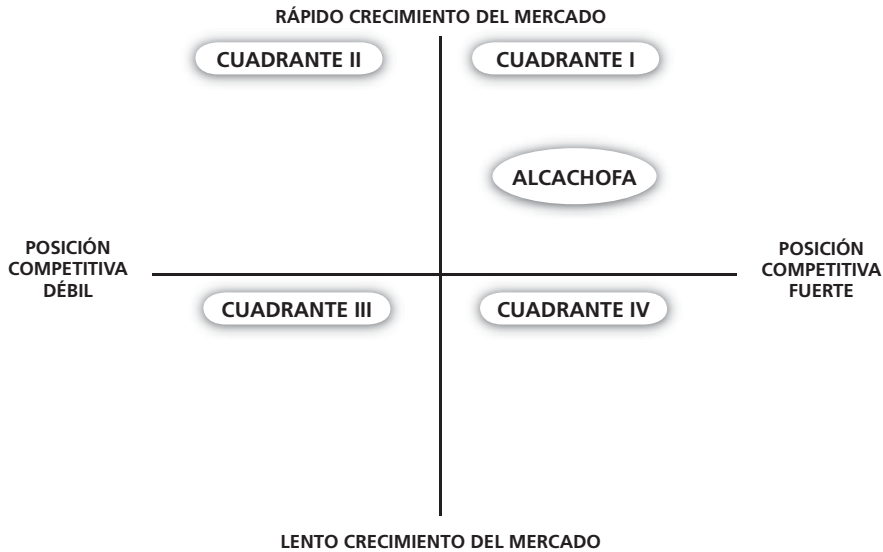 RÁPIDO CRECIMIENTO DEL MERCADO
CUADRANTE II
CUADRANTE I
ALCACHOFA
POSICIÓN
COMPETITIVA
DÉBIL
POSICIÓN
COMPETITIVA
FUERTE
CUADRANTE III
CUADRANTE IV
LENTO CRECIMIENTO DEL MERCADO